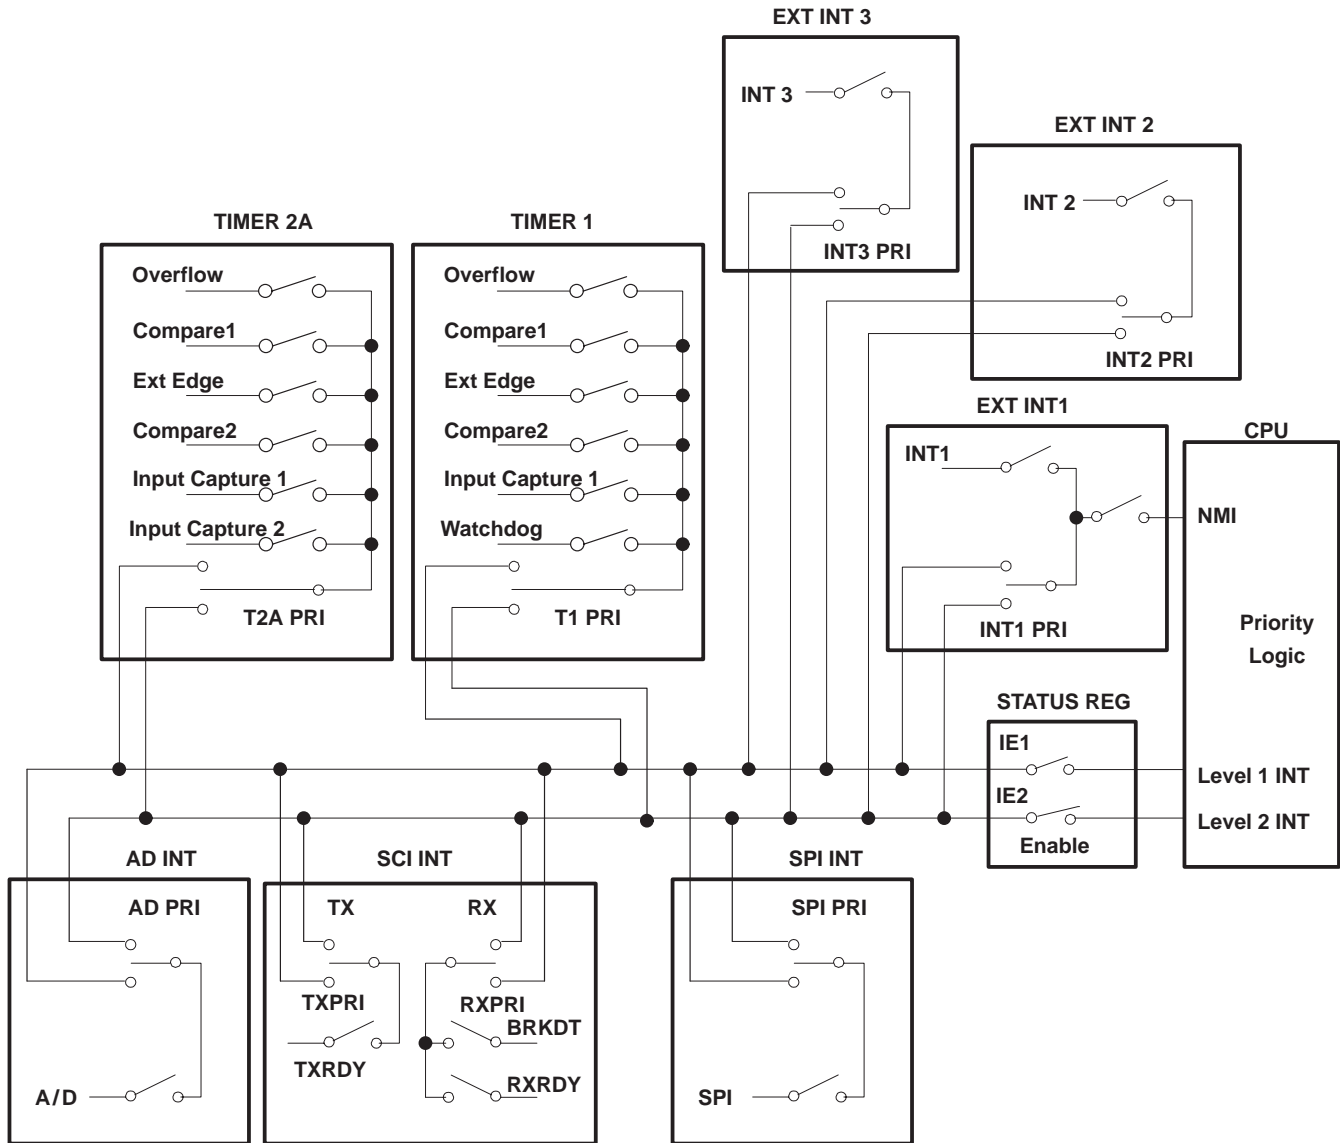 EXT INT 3
INT 3
INT3 PRI
EXT INT 2
INT 2
INT2 PRI
TIMER 2A
Overflow
Compare1
Ext Edge
Compare2
Input Capture 1
Input Capture 2
T2A PRI
TIMER 1
Overflow
Compare1
Ext Edge
Compare2
Input Capture 1
Watchdog
T1 PRI
EXT INT1
INT1
INT1 PRI
CPU
NMI
Priority
Logic
Level 1 INT
Level 2 INT
STATUS REG
IE1
IE2
Enable
AD INT
AD PRI
A/D
SCI INT
TX
RX
TXPRI
RXPRI
BRKDT
TXRDY
RXRDY
SPI INT
SPI PRI
SPI